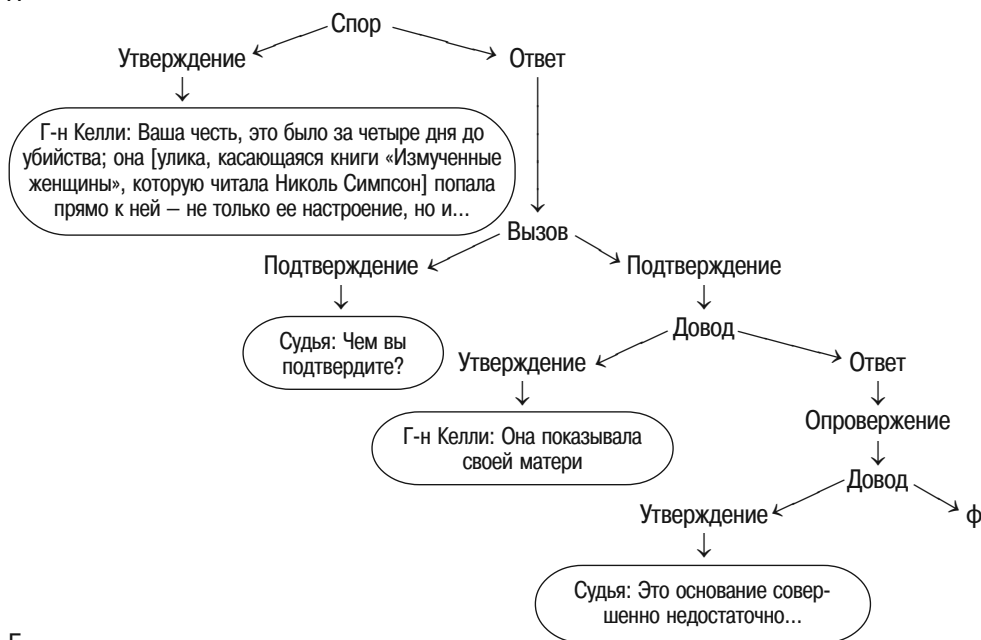 Спор
Утверждение
Ответ
Г-н Келли: Ваша честь, это было за четыре дня до
убийства; она [улика, касающаяся книги «Измученные
женщины», которую читала Николь Симпсон] попала
прямо к ней – не только ее настроение, но и...
Вызов
Подтверждение
Подтверждение
Судья: Чем вы
подтвердите?
Довод
Утверждение
Ответ
Г-н Келли: Она показывала
своей матери
Опровержение
Довод
Утверждение
ф
Судья: Это основание совер-
шенно недостаточно...